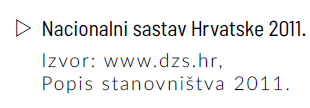 Nacionalni sastav Hrvatske 2011.
Izvor: www.dzs.hr,
Popis stanovništva 2011.